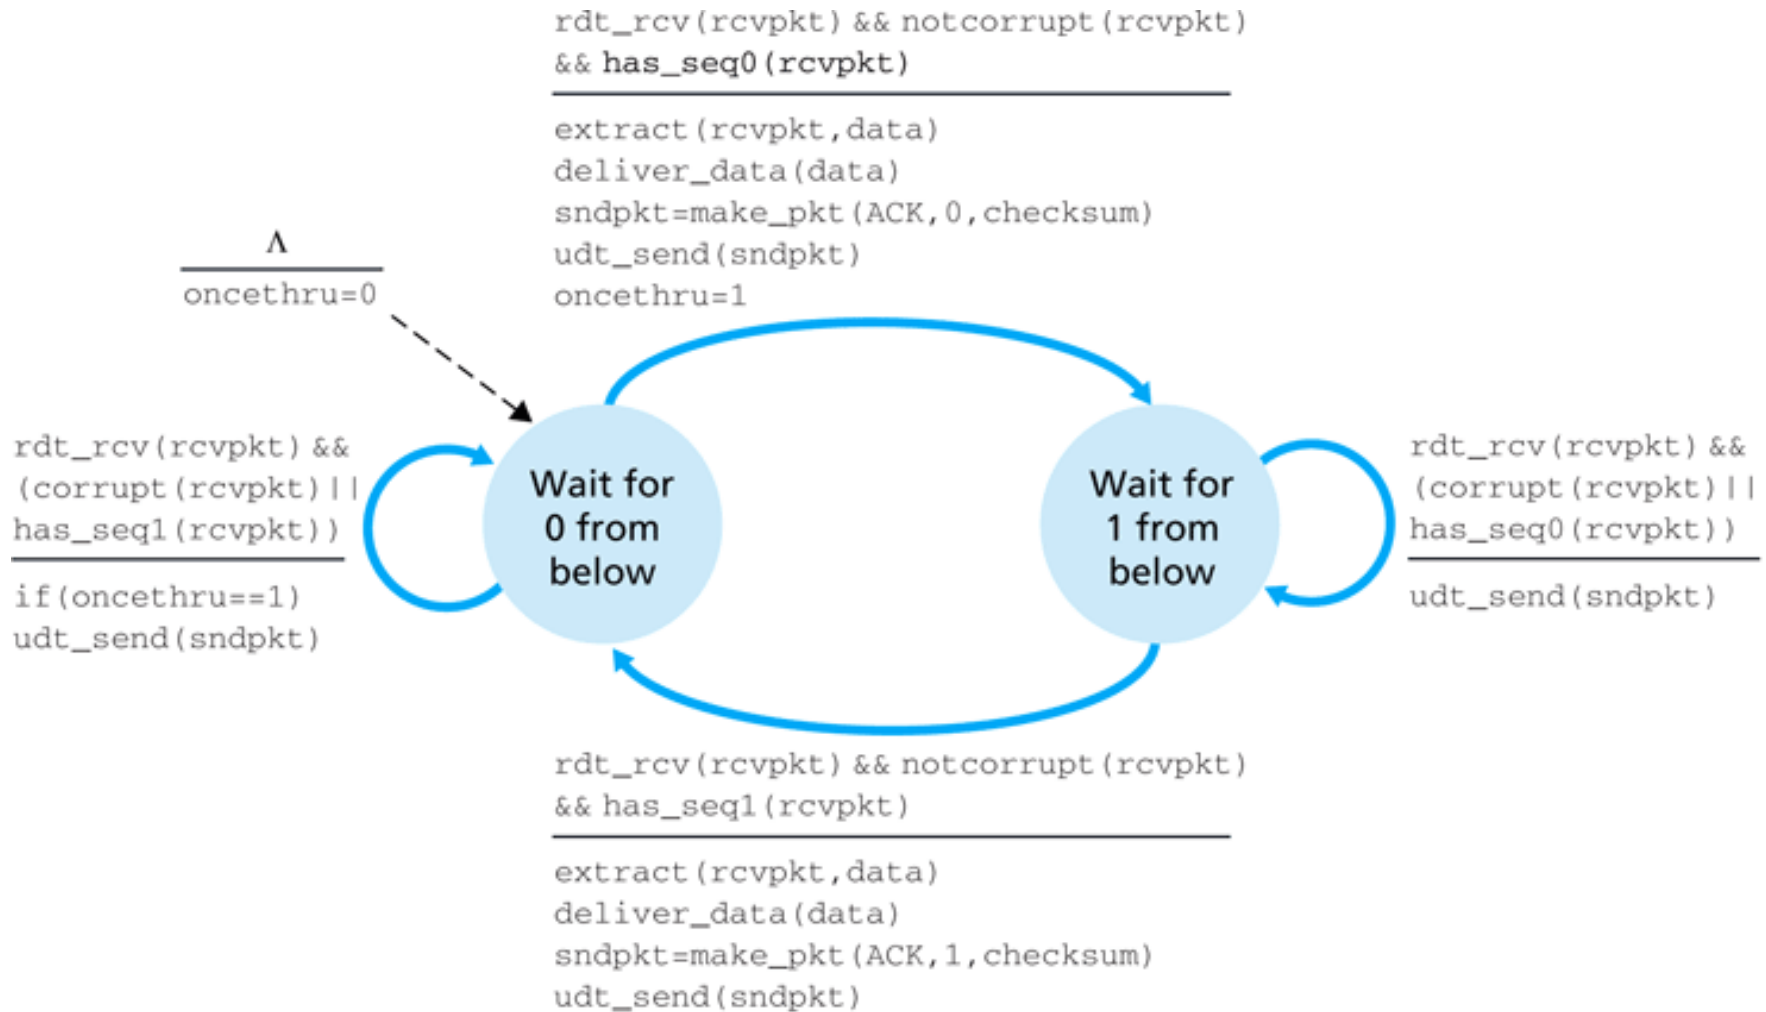 rdt_rcv(rcvpkt) && notcorrupt(rcvpkt)
&& has_seq0(rcvpkt)
extract(rcvpkt,data)
deliver_data(data)
sndpkt=make_pkt(ACK,0,checksum)
udt_send(sndpkt)
oncethru=1
Λ
oncethru=0
rdt_rcv(rcvpkt) &&
(corrupt(rcvpkt)||
has_seq1(rcvpkt))
if(oncethru==1)
udt_send(sndpkt)
Wait for
0 from
below
Wait for
1 from
below
rdt_rcv(rcvpkt) &&
(corrupt(rcvpkt)||
has_seq0(rcvpkt))
udt_send(sndpkt)
rdt_rcv(rcvpkt) && notcorrupt(rcvpkt)
&& has_seq1(rcvpkt)
extract(rcvpkt,data)
deliver_data(data)
sndpkt=make_pkt(ACK,1,checksum)
udt_send(sndpkt)